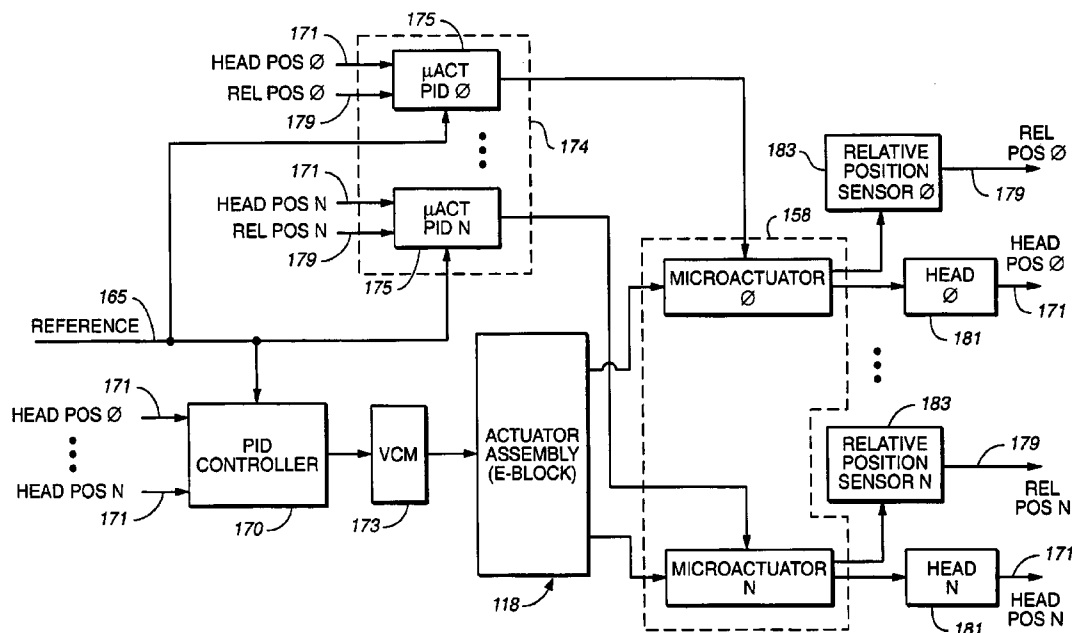 175
171
HEAD POS Ø
μACT
PID Ø
REL POS Ø
179
174
171
HEAD POS N
μACT
PID N
REL POS N
179
175
165
REFERENCE
171
HEAD POS Ø
PID
CONTROLLER
HEAD POS N
171
170
VCM
173
ACTUATOR
ASSEMBLY
(E-BLOCK)
118
158
MICROACTUATOR
Ø
183
RELATIVE
POSITION
SENSOR Ø
REL
POS Ø
179
HEAD
Ø
181
HEAD
POS Ø
171
183
RELATIVE
POSITION
SENSOR N
179
REL
POS N
MICROACTUATOR
N
HEAD
N
181
171
HEAD
POS N